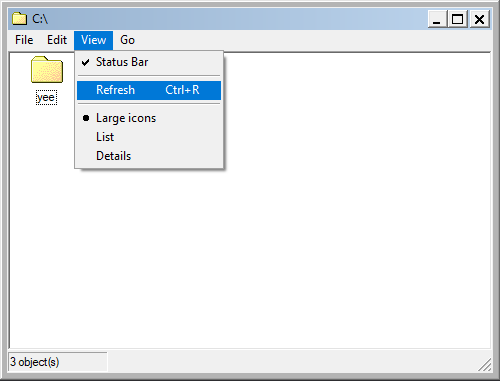 C:\
File Edit View Go
Status Bar
Refresh Ctrl+R
yee
Large icons
List
Details
3 object(s)